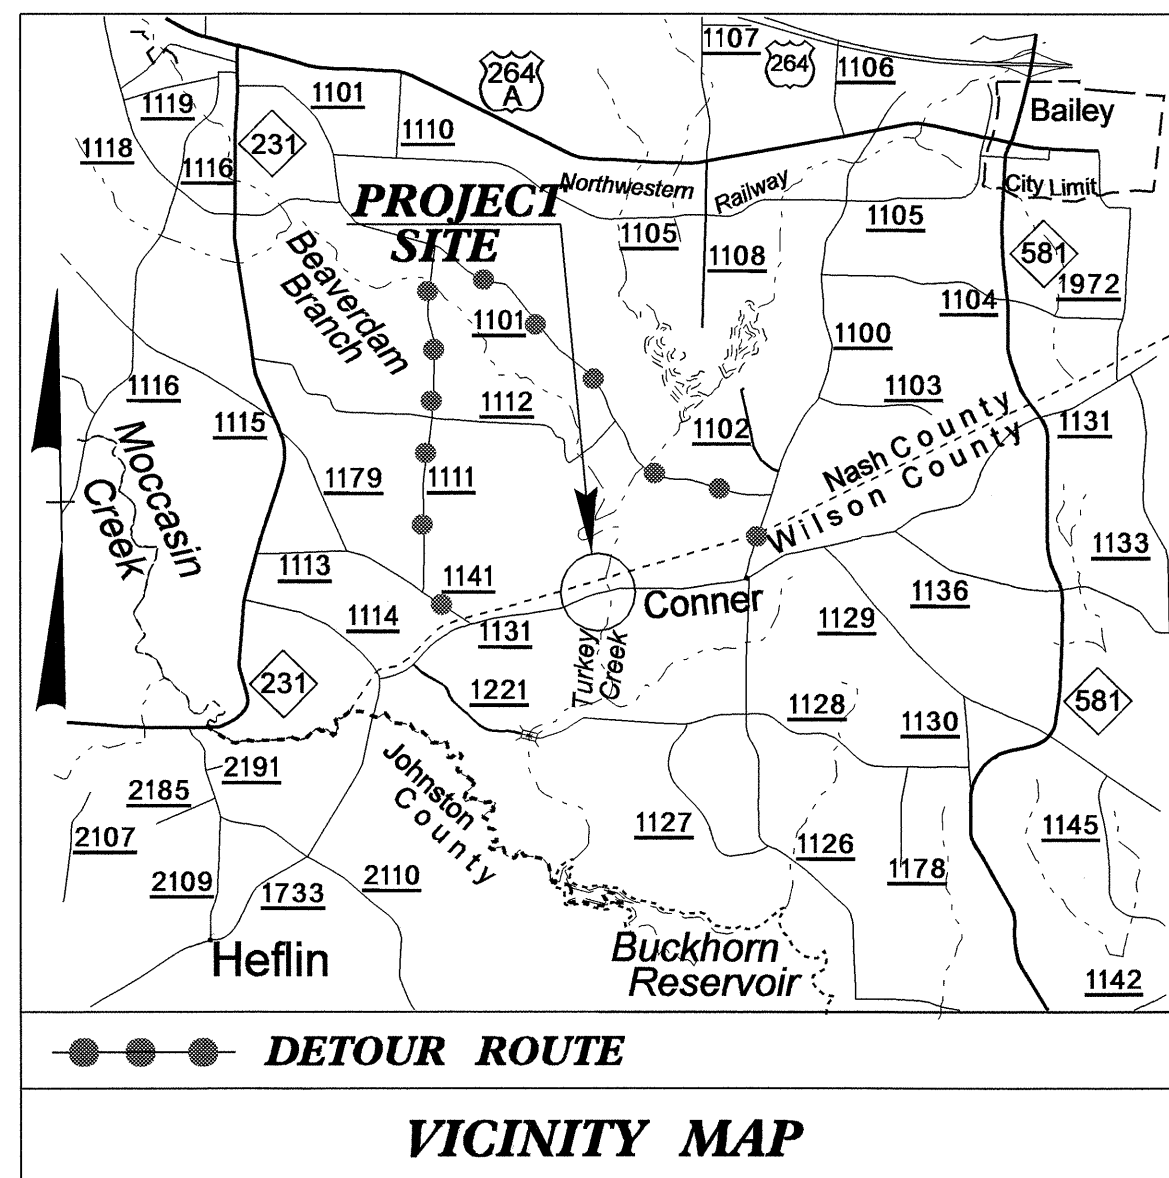 1107
264
A
264
1106
1101
1119
Bailey
1110
231
1118
1116
Northwestern
Railway
City Limit
PROJECT
SITE
1105
1105
581
1108
1972
Beaverdam
Branch
1104
1101
1100
1116
1112
1103
1115
1102
1131
Nash County
Wilson County
Moccasin
Creek
1179
1111
1133
1113
1141
1136
Conner
1114
1131
1129
Turkey
Creek
231
1221
581
1128
1130
2191
Johnston
County
2185
2107
1127
1145
1126
1178
2109
1733
2110
Heflin
Buckhorn
Reservoir
1142
DETOUR ROUTE
VICINITY MAP